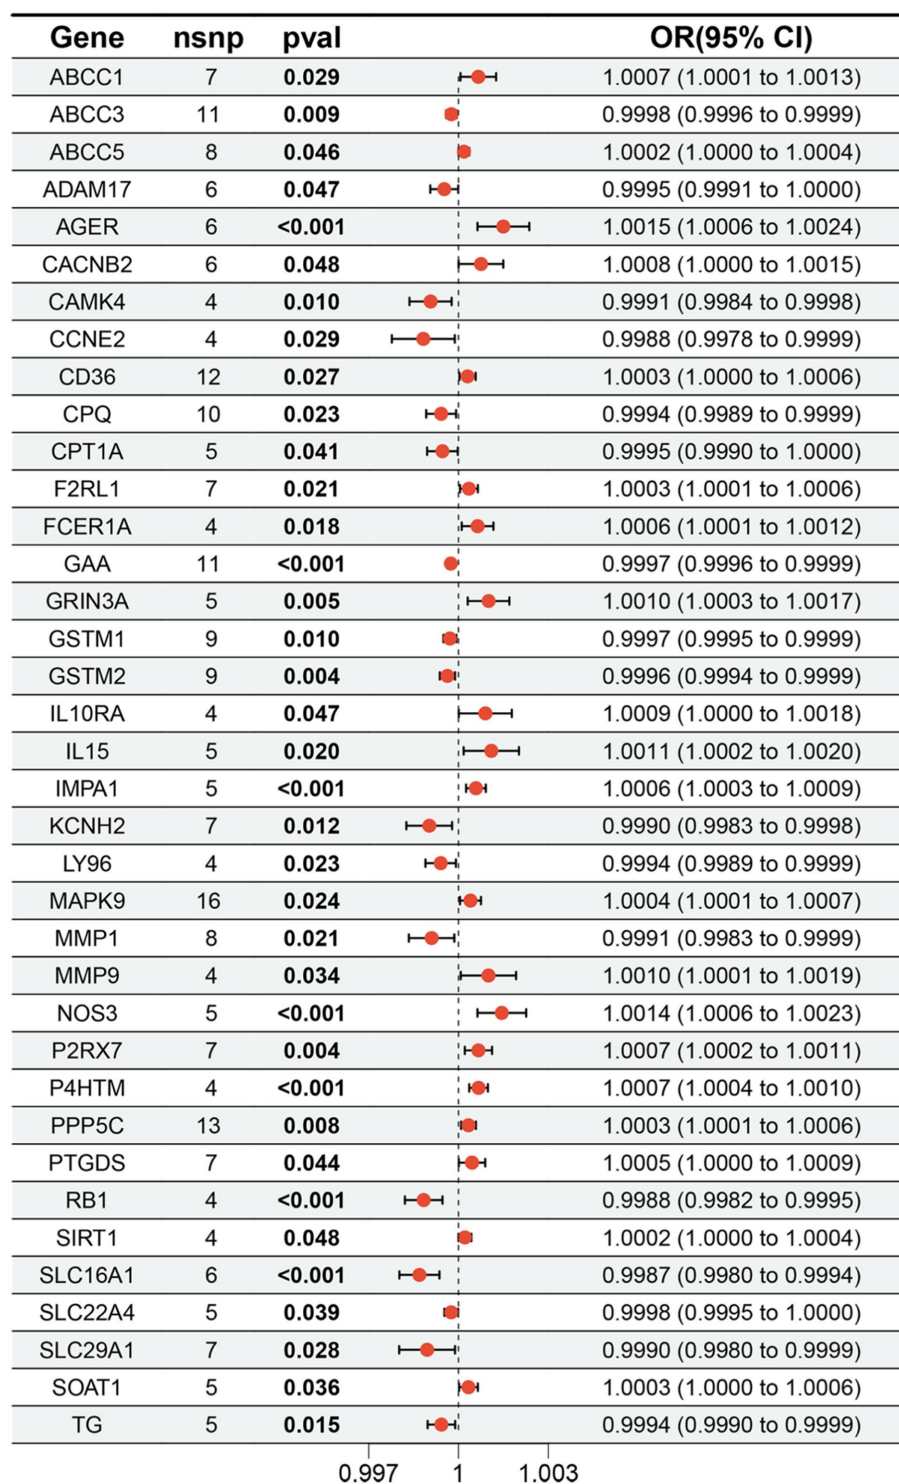 Gene nsnp pval OR(95% CI)
ABCC1 7 0.029 1.0007 (1.0001 to 1.0013)
ABCC3 11 0.009 0.9998 (0.9996 to 0.9999)
ABCC5 8 0.046 1.0002 (1.0000 to 1.0004)
ADAM17 6 0.047 0.9995 (0.9991 to 1.0000)
AGER 6 <0.001 1.0015 (1.0006 to 1.0024)
CACNB2 6 0.048 1.0008 (1.0000 to 1.0015)
CAMK4 4 0.010 0.9991 (0.9984 to 0.9998)
CCNE2 4 0.029 0.9988 (0.9978 to 0.9999)
CD36 12 0.027 1.0003 (1.0000 to 1.0006)
CPQ 10 0.023 0.9994 (0.9989 to 0.9999)
CPT1A 5 0.041 0.9995 (0.9990 to 1.0000)
F2RL1 7 0.021 1.0003 (1.0001 to 1.0006)
FCER1A 4 0.018 1.0006 (1.0001 to 1.0012)
GAA 11 <0.001 0.9997 (0.9996 to 0.9999)
GRIN3A 5 0.005 1.0010 (1.0003 to 1.0017)
GSTM1 9 0.010 0.9997 (0.9995 to 0.9999)
GSTM2 9 0.004 0.9996 (0.9994 to 0.9999)
IL10RA 4 0.047 1.0009 (1.0000 to 1.0018)
IL15 5 0.020 1.0011 (1.0002 to 1.0020)
IMPA1 5 <0.001 1.0006 (1.0003 to 1.0009)
KCNH2 7 0.012 0.9990 (0.9983 to 0.9998)
LY96 4 0.023 0.9994 (0.9989 to 0.9999)
MAPK9 16 0.024 1.0004 (1.0001 to 1.0007)
MMP1 8 0.021 0.9991 (0.9983 to 0.9999)
MMP9 4 0.034 1.0010 (1.0001 to 1.0019)
NOS3 5 <0.001 1.0014 (1.0006 to 1.0023)
P2RX7 7 0.004 1.0007 (1.0002 to 1.0011)
P4HTM 4 <0.001 1.0007 (1.0004 to 1.0010)
PPP5C 13 0.008 1.0003 (1.0001 to 1.0006)
PTGDS 7 0.044 1.0005 (1.0000 to 1.0009)
RB1 4 <0.001 0.9988 (0.9982 to 0.9995)
SIRT1 4 0.048 1.0002 (1.0000 to 1.0004)
SLC16A1 6 <0.001 0.9987 (0.9980 to 0.9994)
SLC22A4 5 0.039 0.9998 (0.9995 to 1.0000)
SLC29A1 7 0.028 0.9990 (0.9980 to 0.9999)
SOAT1 5 0.036 1.0003 (1.0000 to 1.0006)
TG 5 0.015 0.9994 (0.9990 to 0.9999)
0.997 1 1.003